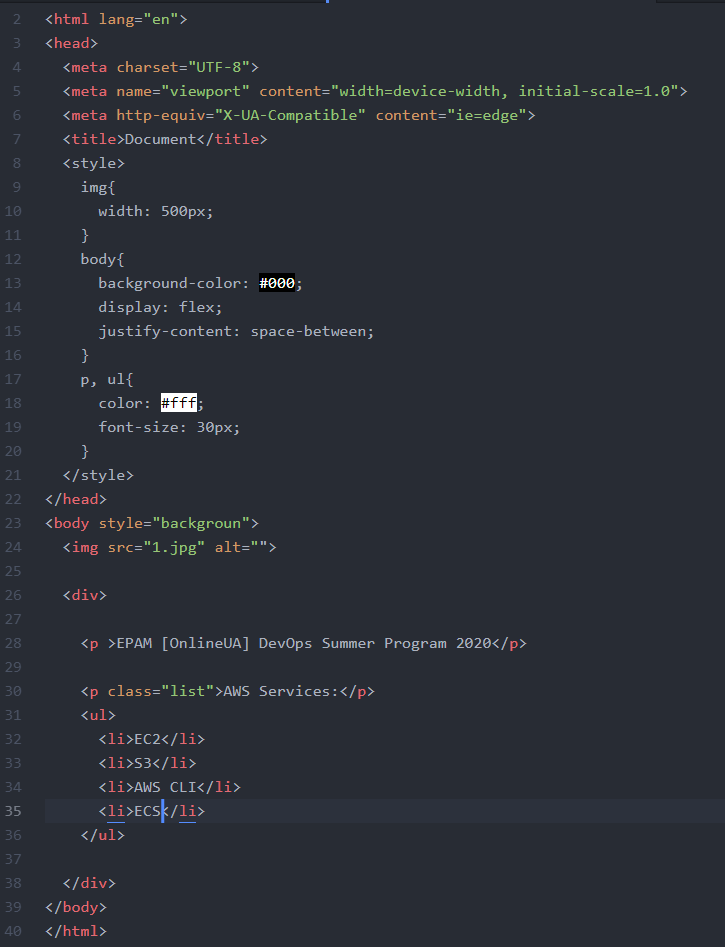 2 <html lang="en">
3 <head>
4 <meta charset="UTF-8">
5 <meta name="viewport" content="width=device-width, initial-scale=1.0">
6 <meta http-equiv="X-UA-Compatible" content="ie=edge">
7 <title>Document</title>
8 <style>
9 img{
10 width: 500px;
11 }
12 body{
13 background-color: #000;
14 display: flex;
15 justify-content: space-between;
16 }
17 p, ul{
18 color: #fff;
19 font-size: 30px;
20 }
21 </style>
22 </head>
23 <body style="backgroun">
24 <img src="1.jpg" alt="">
25
26 <div>
27
28 <p >EPAM [OnlineUA] DevOps Summer Program 2020</p>
29
30 <p class="list">AWS Services:</p>
31 <ul>
32 <li>EC2</li>
33 <li>S3</li>
34 <li>AWS CLI</li>
35 <li>ECS</li>
36 </ul>
37
38 </div>
39 </body>
40 </html>